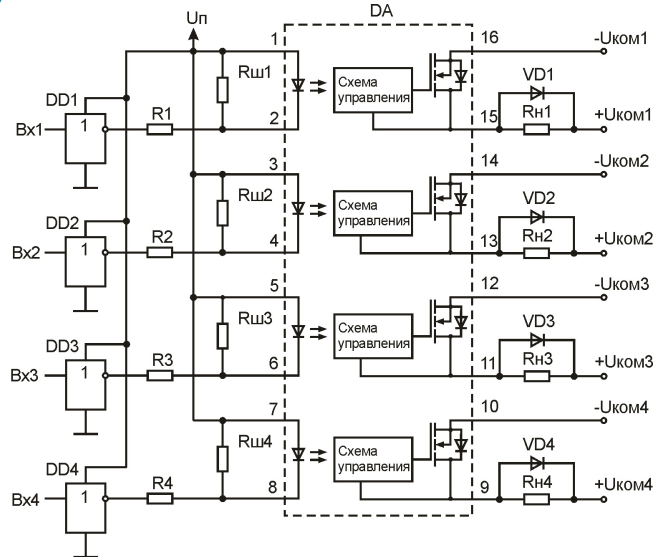 DA
Uп
1
16
-Uком1
Rш1
Схема
управления
VD1
DD1
R1
15
Rн1
Вх1
1
2
+Uком1
3
14
-Uком2
Rш2
Схема
управления
VD2
DD2
R2
13
Rн2
Вх2
1
4
+Uком2
5
12
-Uком3
Rш3
Схема
управления
VD3
DD3
R3
11
Rн3
Вх3
1
6
+Uком3
7
10
-Uком4
Rш4
Схема
управления
VD4
DD4
R4
9
Rн4
Вх4
1
8
+Uком4